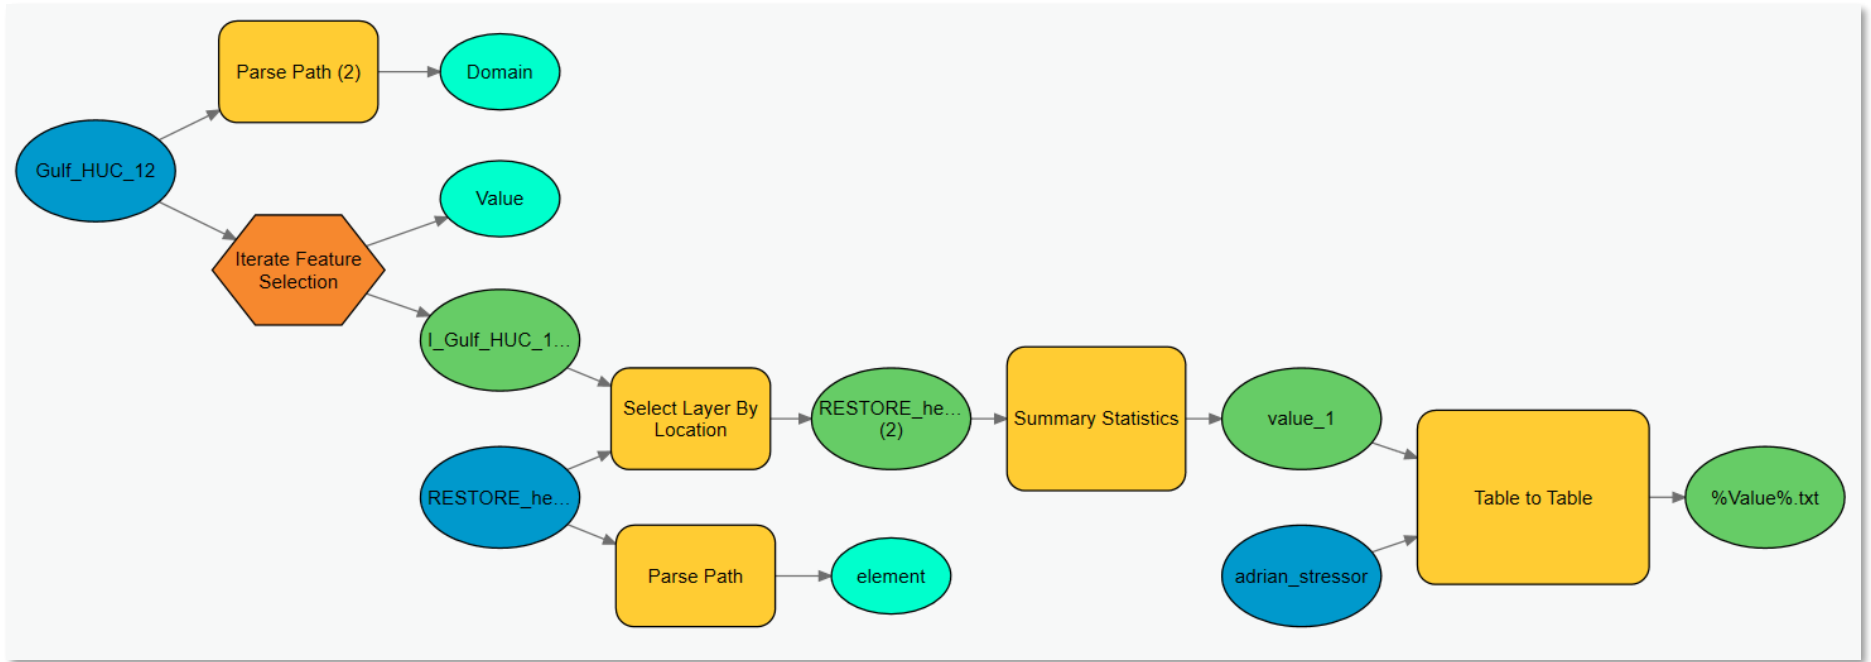 Parse Path (2)
Domain
Gulf_HUC_12
Value
Iterate Feature
Selection
I_Gulf_HUC_1...
Select Layer By
Location
RESTORE_he...
(2)
Summary Statistics
value_1
RESTORE_he...
Table to Table
%Value%.txt
Parse Path
element
adrian_stressor